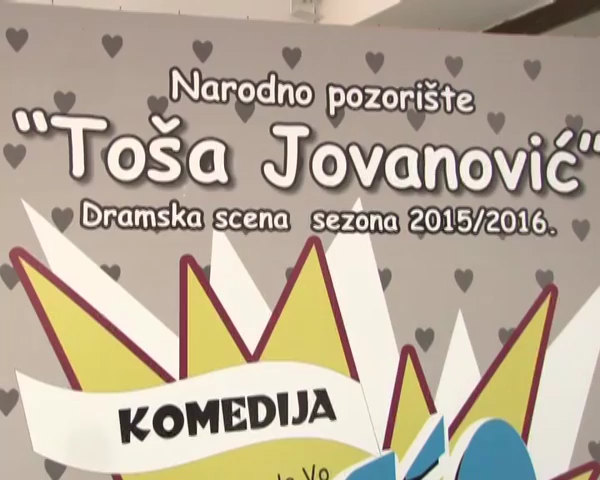 Narodno pozorište
"Toša Jovanović"
Dramska scena sezona 2015/2016.
KOMEDIJA